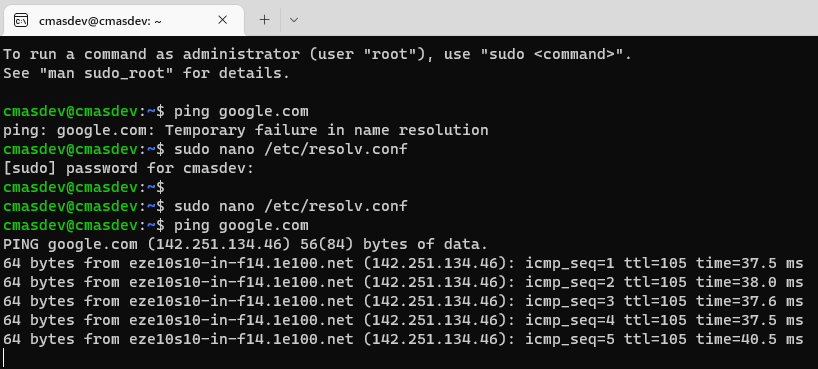 cmasdev@cmasdev: ~
To run a command as administrator (user "root"), use "sudo <command>".
See "man sudo_root" for details.
cmasdev@cmasdev:~$ ping google.com
ping: google.com: Temporary failure in name resolution
cmasdev@cmasdev:~$ sudo nano /etc/resolv.conf
[sudo] password for cmasdev:
cmasdev@cmasdev:~$
cmasdev@cmasdev:~$ sudo nano /etc/resolv.conf
cmasdev@cmasdev:~$ ping google.com
PING google.com (142.251.134.46) 56(84) bytes of data.
64 bytes from eze10s10-in-f14.1e100.net (142.251.134.46): icmp_seq=1 ttl=105 time=37.5 ms
64 bytes from eze10s10-in-f14.1e100.net (142.251.134.46): icmp_seq=2 ttl=105 time=38.0 ms
64 bytes from eze10s10-in-f14.1e100.net (142.251.134.46): icmp_seq=3 ttl=105 time=37.6 ms
64 bytes from eze10s10-in-f14.1e100.net (142.251.134.46): icmp_seq=4 ttl=105 time=37.5 ms
64 bytes from eze10s10-in-f14.1e100.net (142.251.134.46): icmp_seq=5 ttl=105 time=40.5 ms